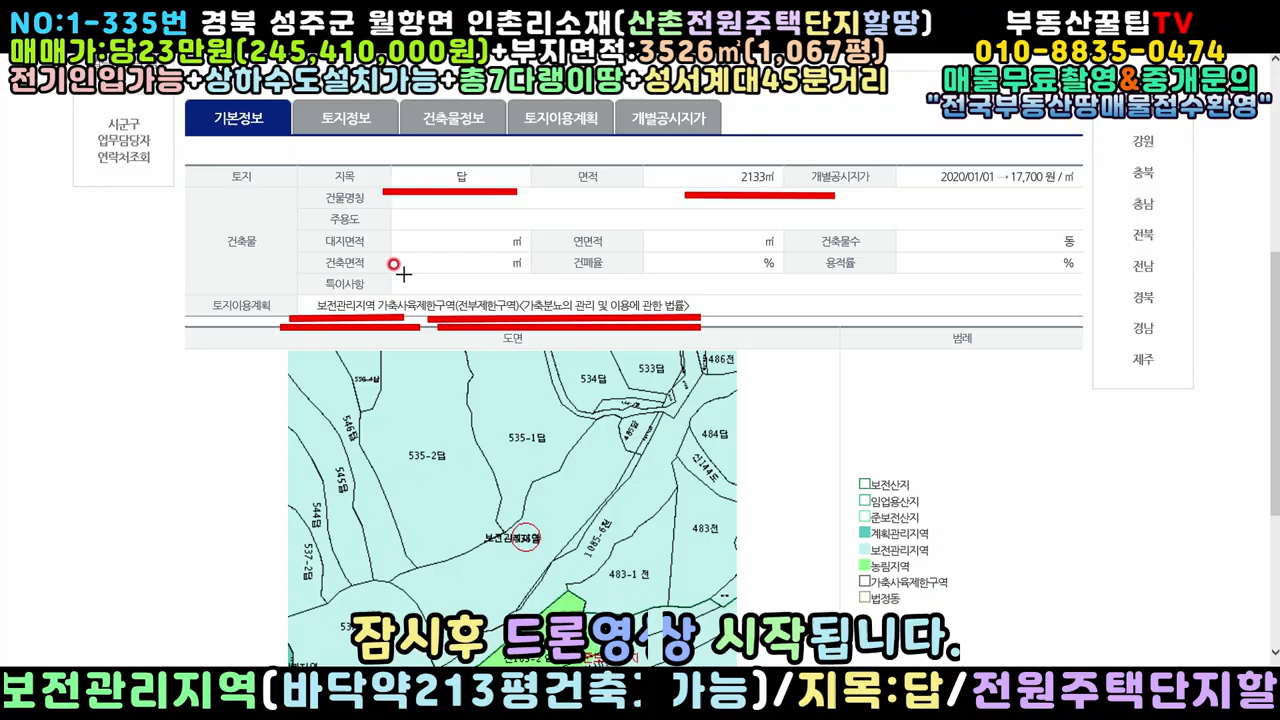 NO:1-335번 경북 성주군 월항면 인촌리소재(산촌전원주택단지할땅)
부동산꿀팁TV
매매가:당23만원(245,410,000원)+부지면적:3526㎡(1,067평)
010-8835-0474
전기인입가능+상하수도설치가능+총7다랭이땅+성서계대45분거리
매물무료촬영&중개문의
"전국부동산땅매물접수환영"
시군구
업무담당자
연락처조회
기본정보 토지정보 건축물정보 토지이용계획 개별공시지가
토지 지목 답 면적 2133㎡ 개별공시지가 2020/01/01 → 17,700 원 / ㎡
건축물 건물명칭
주용도
대지면적 ㎡ 연면적 ㎡ 건축물수 동
건축면적 ㎡ 건폐율 % 용적률 %
특이사항
토지이용계획 보전관리지역 가축사육제한구역(전부제한구역)<가축분뇨의 관리 및 이용에 관한 법률>
도면 범례
강원
충북
충남
전북
전남
경북
경남
제주
486전
533답
534답
546답
535-1답
484답
535-2답
545답
산144도
544답
483전
1085-6전
537-2답
483-1 전
보전산지
임업용산지
준보전산지
계획관리지역
보전관리지역
농림지역
가축사육제한구역
법정동
잠시후 드론영상 시작됩니다.
보전관리지역(바닥약213평건축 가능)/지목:답/전원주택단지할